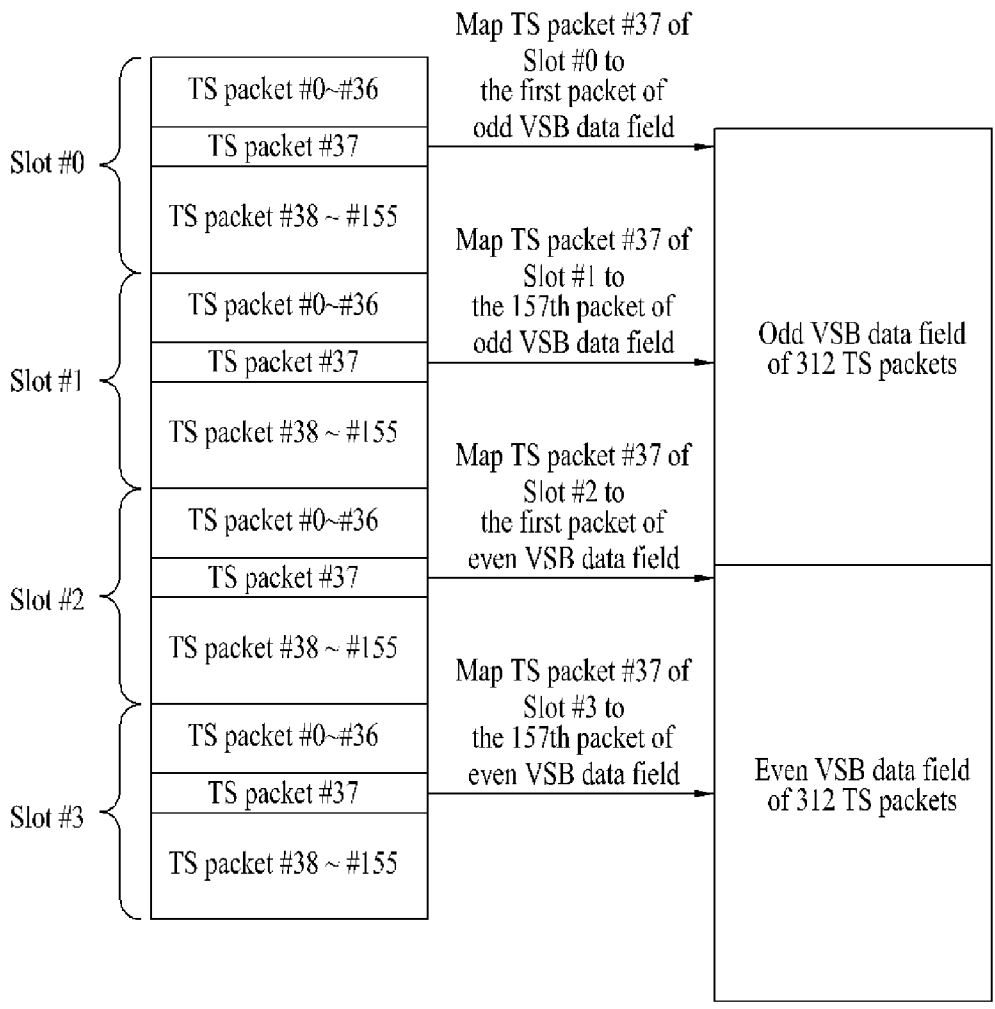 Slot #0
TS packet #0~#36
TS packet #37
TS packet #38 ~ #155
Map TS packet #37 of
Slot #0 to
the first packet of
odd VSB data field
Slot #1
TS packet #0~#36
TS packet #37
TS packet #38 ~ #155
Map TS packet #37 of
Slot #1 to
the 157th packet of
odd VSB data field
Slot #2
TS packet #0~#36
TS packet #37
TS packet #38 ~ #155
Map TS packet #37 of
Slot #2 to
the first packet of
even VSB data field
Slot #3
TS packet #0~#36
TS packet #37
TS packet #38 ~ #155
Map TS packet #37 of
Slot #3 to
the 157th packet of
even VSB data field
Odd VSB data field
of 312 TS packets
Even VSB data field
of 312 TS packets